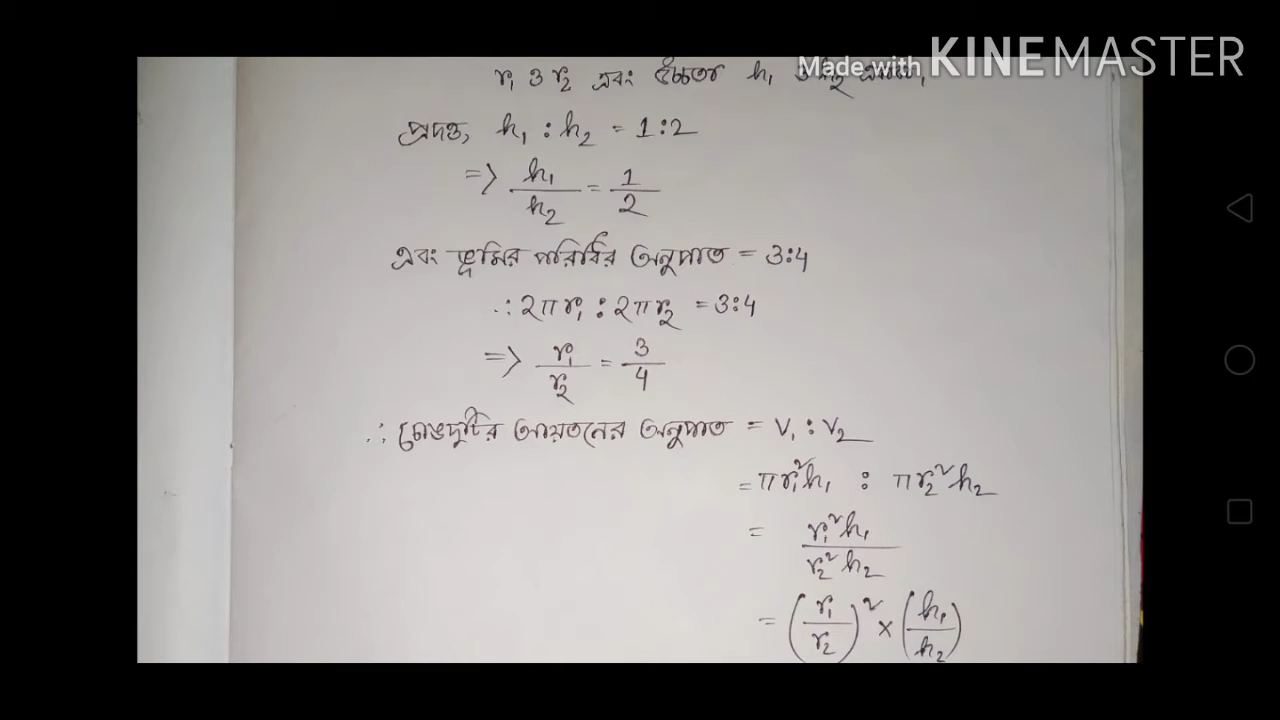 Made with KINEMASTER
r₁ ও r₂ এবং উচ্চতা h₁ ও h₂
প্রদত্ত, h₁ : h₂ = 1:2
=> h₁/h₂ = 1/2
এবং ভূমির পরিধির অনুপাত = 3:4
∴ 2πr₁ : 2πr₂ = 3:4
=> r₁/r₂ = 3/4
∴ চোঙদুটির আয়তনের অনুপাত = V₁ : V₂
= πr₁²h₁ : πr₂²h₂
= r₁²h₁/r₂²h₂
= (r₁/r₂)² × (h₁/h₂)